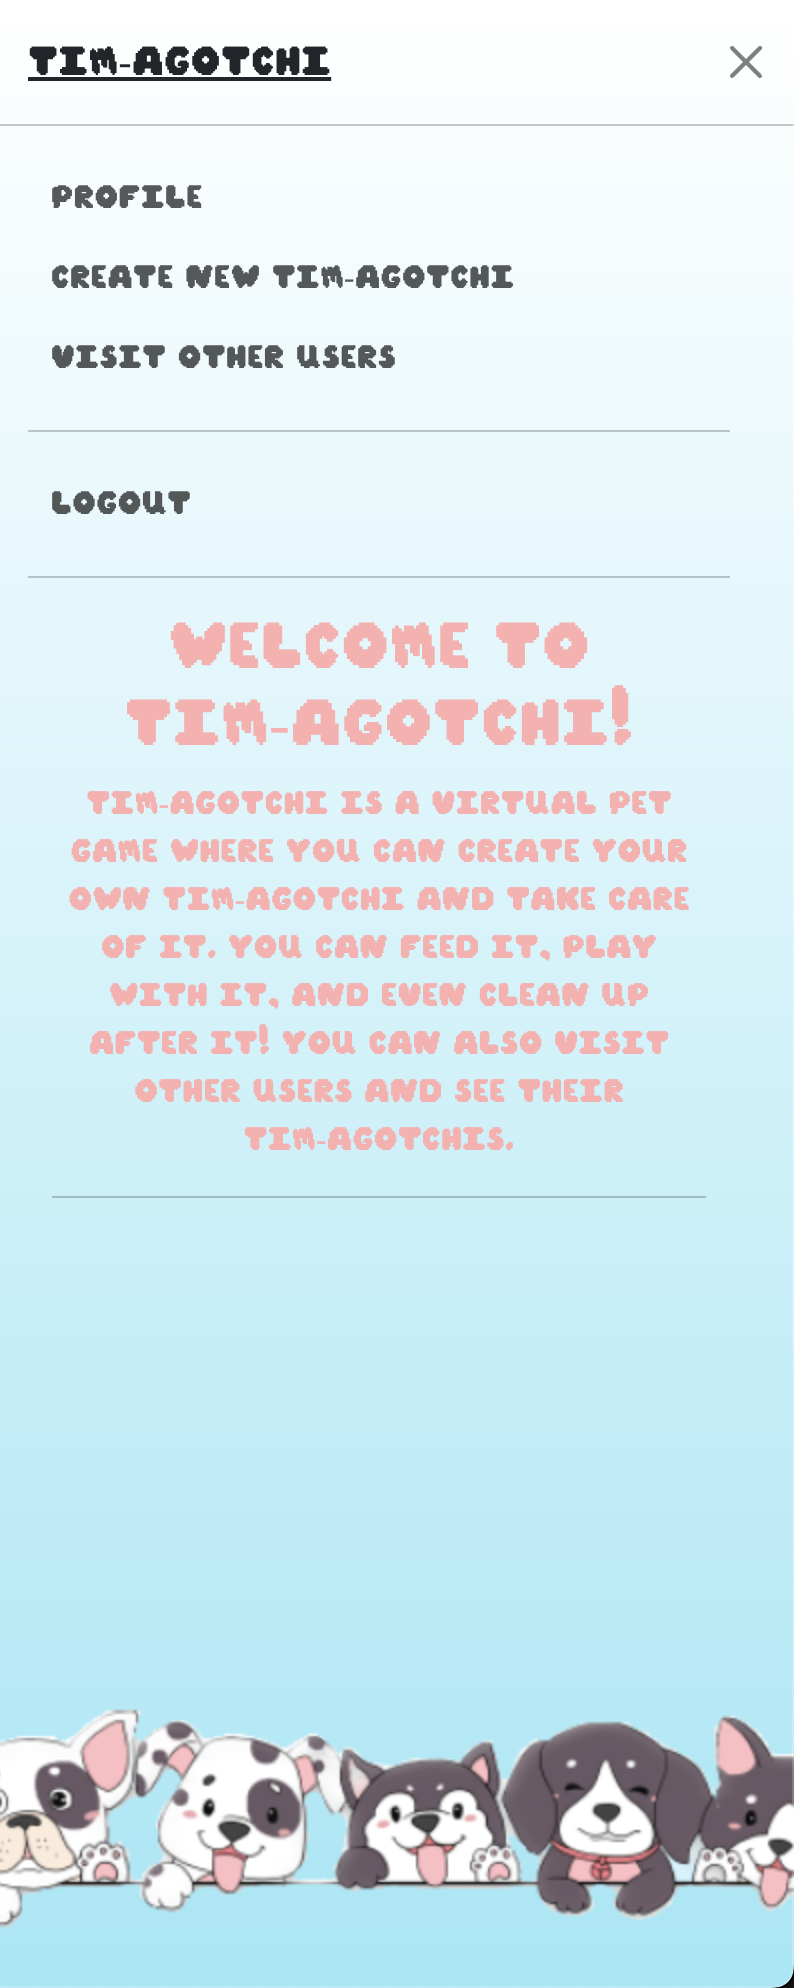 TIM-AGOTCHI
PROFILE
CREATE NEW TIM-AGOTCHI
VISIT OTHER USERS
LOGOUT
WELCOME TO
TIM-AGOTCHI!
TIM-AGOTCHI IS A VIRTUAL PET
GAME WHERE YOU CAN CREATE YOUR
OWN TIM-AGOTCHI AND TAKE CARE
OF IT. YOU CAN FEED IT, PLAY
WITH IT, AND EVEN CLEAN UP
AFTER IT! YOU CAN ALSO VISIT
OTHER USERS AND SEE THEIR
TIM-AGOTCHIS.